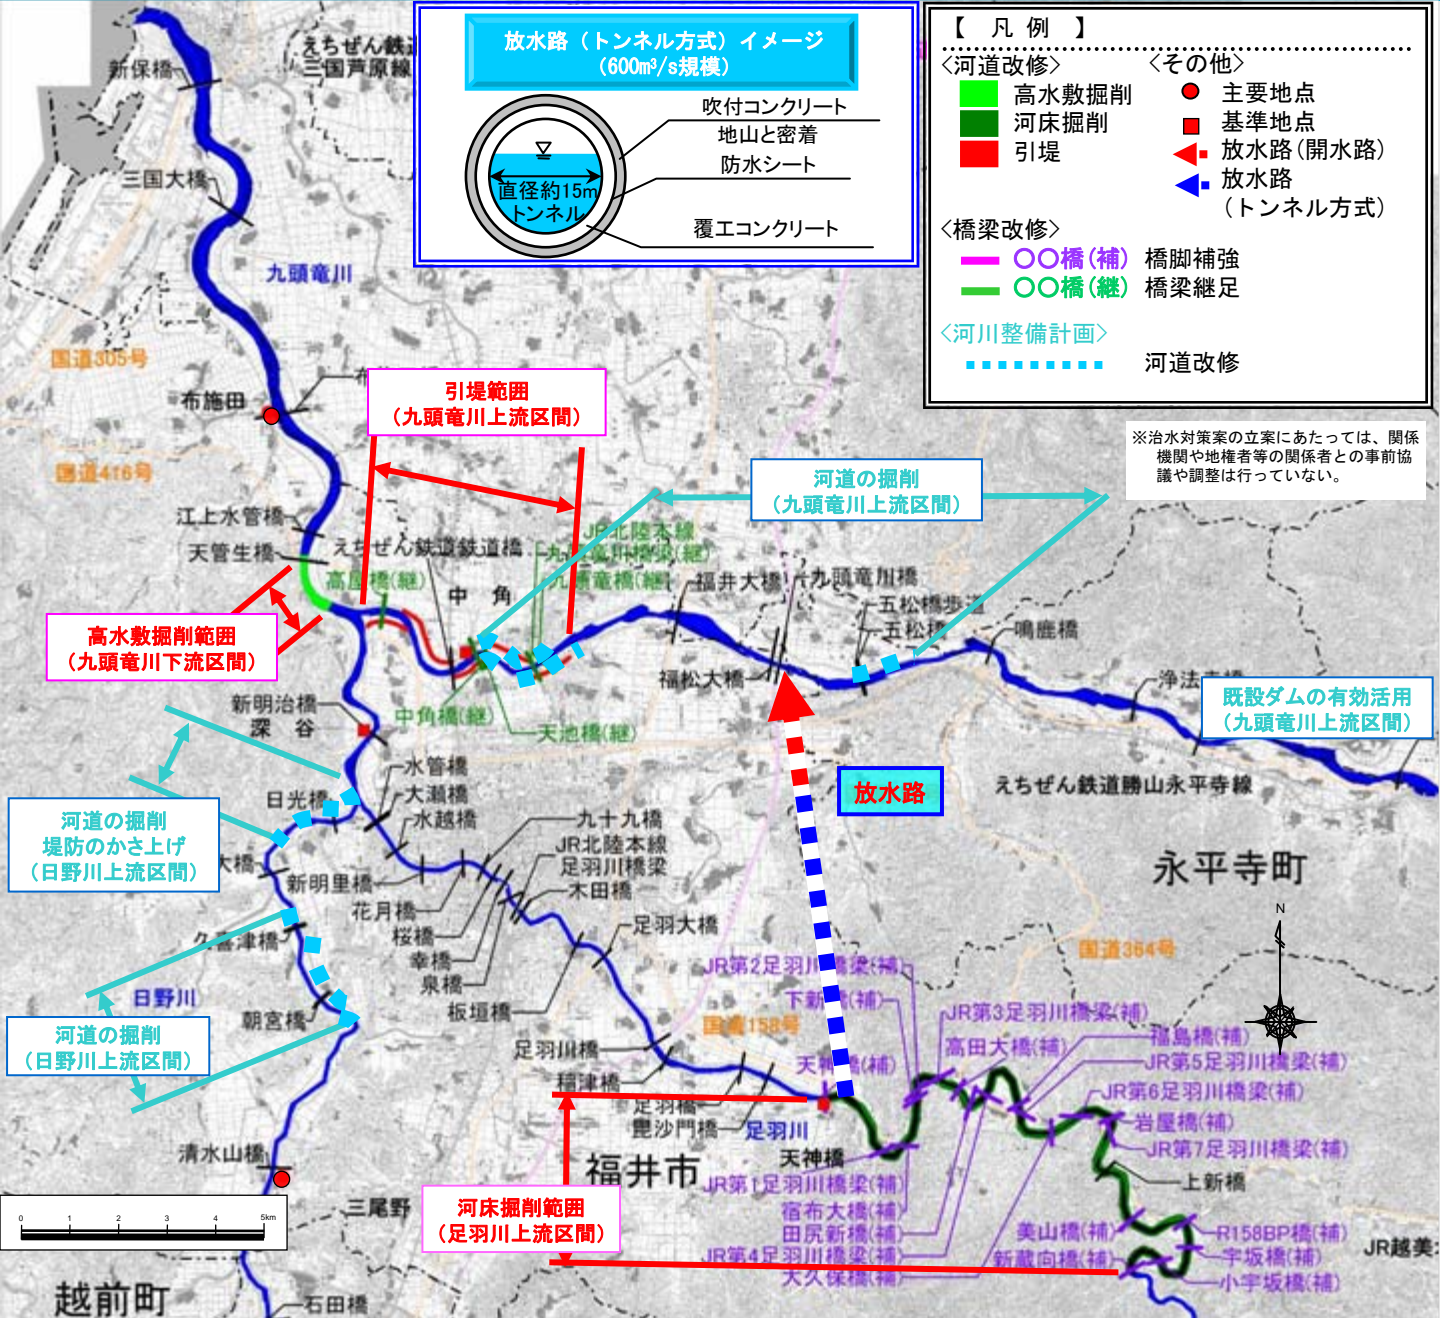 放水路（トンネル方式）イメージ
（600m³/s規模）
吹付コンクリート
地山と密着
防水シート
覆工コンクリート
直径約15m
トンネル
【 凡 例 】
＜河道改修＞
高水敷掘削
河床掘削
引堤
＜その他＞
主要地点
基準地点
放水路（開水路）
放水路
（トンネル方式）
＜橋梁改修＞
〇〇橋（補） 橋脚補強
〇〇橋（継） 橋梁継足
＜河川整備計画＞
河道改修
※治水対策案の立案にあたっては、関係
機関や地権者等の関係者との事前協
議や調整は行っていない。
えちぜん鉄道
三国芦原線
新保橋
三国大橋
九頭竜川
国道305号
布施田
国道416号
引堤範囲
（九頭竜川上流区間）
河道の掘削
（九頭竜川上流区間）
江上水管橋
天管生橋
えちぜん鉄道鉄道橋
高屋橋（継）
中 角
JR北陸本線
九頭竜川橋梁（継）
九頭竜橋（継）
福井大橋
九頭竜川橋
五松橋歩道
五松橋
鳴鹿橋
高水敷掘削範囲
（九頭竜川下流区間）
福松大橋
既設ダムの有効活用
（九頭竜川上流区間）
新明治橋
深 谷
中角橋（継）
天池橋（継）
えちぜん鉄道勝山永平寺線
水管橋
大瀬橋
水越橋
日光橋
放水路
河道の掘削
堤防のかさ上げ
（日野川上流区間）
大橋
新明里橋
花月橋
桜橋
幸橋
泉橋
板垣橋
九十九橋
JR北陸本線
足羽川橋梁
木田橋
足羽大橋
永平寺町
国道364号
久喜津橋
日野川
朝宮橋
河道の掘削
（日野川上流区間）
足羽川橋
稲津橋
足羽橋
毘沙門橋
足羽川
国道158号
天神橋（補）
JR第2足羽川橋梁（補）
下新橋（補）
JR第3足羽川橋梁（補）
高田大橋（補）
福島橋（補）
JR第5足羽川橋梁（補）
JR第6足羽川橋梁（補）
岩屋橋（補）
JR第7足羽川橋梁（補）
上新橋
天神橋
JR第1足羽川橋梁（補）
宿布大橋（補）
田尻新橋（補）
JR第4足羽川橋梁（補）
大久保橋（補）
美山橋（補）
新蔵向橋（補）
R158BP橋（補）
宇坂橋（補）
小宇坂橋（補）
JR越美
福井市
河床掘削範囲
（足羽川上流区間）
清水山橋
三尾野
越前町
石田橋
N
0 1 2 3 4 5km